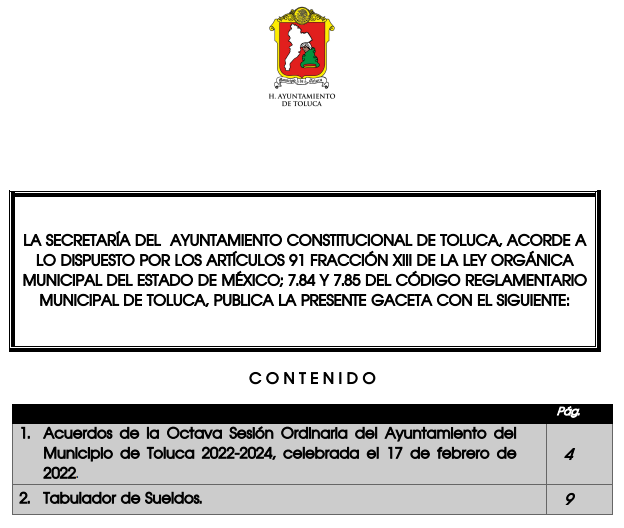 H. AYUNTAMIENTO
DE TOLUCA
LA SECRETARÍA DEL AYUNTAMIENTO CONSTITUCIONAL DE TOLUCA, ACORDE A
LO DISPUESTO POR LOS ARTÍCULOS 91 FRACCIÓN XIII DE LA LEY ORGÁNICA
MUNICIPAL DEL ESTADO DE MÉXICO; 7.84 Y 7.85 DEL CÓDIGO REGLAMENTARIO
MUNICIPAL DE TOLUCA, PUBLICA LA PRESENTE GACETA CON EL SIGUIENTE:
C O N T E N I D O
Pág.
1. Acuerdos de la Octava Sesión Ordinaria del Ayuntamiento del
Municipio de Toluca 2022-2024, celebrada el 17 de febrero de 4
2022.
2. Tabulador de Sueldos. 9